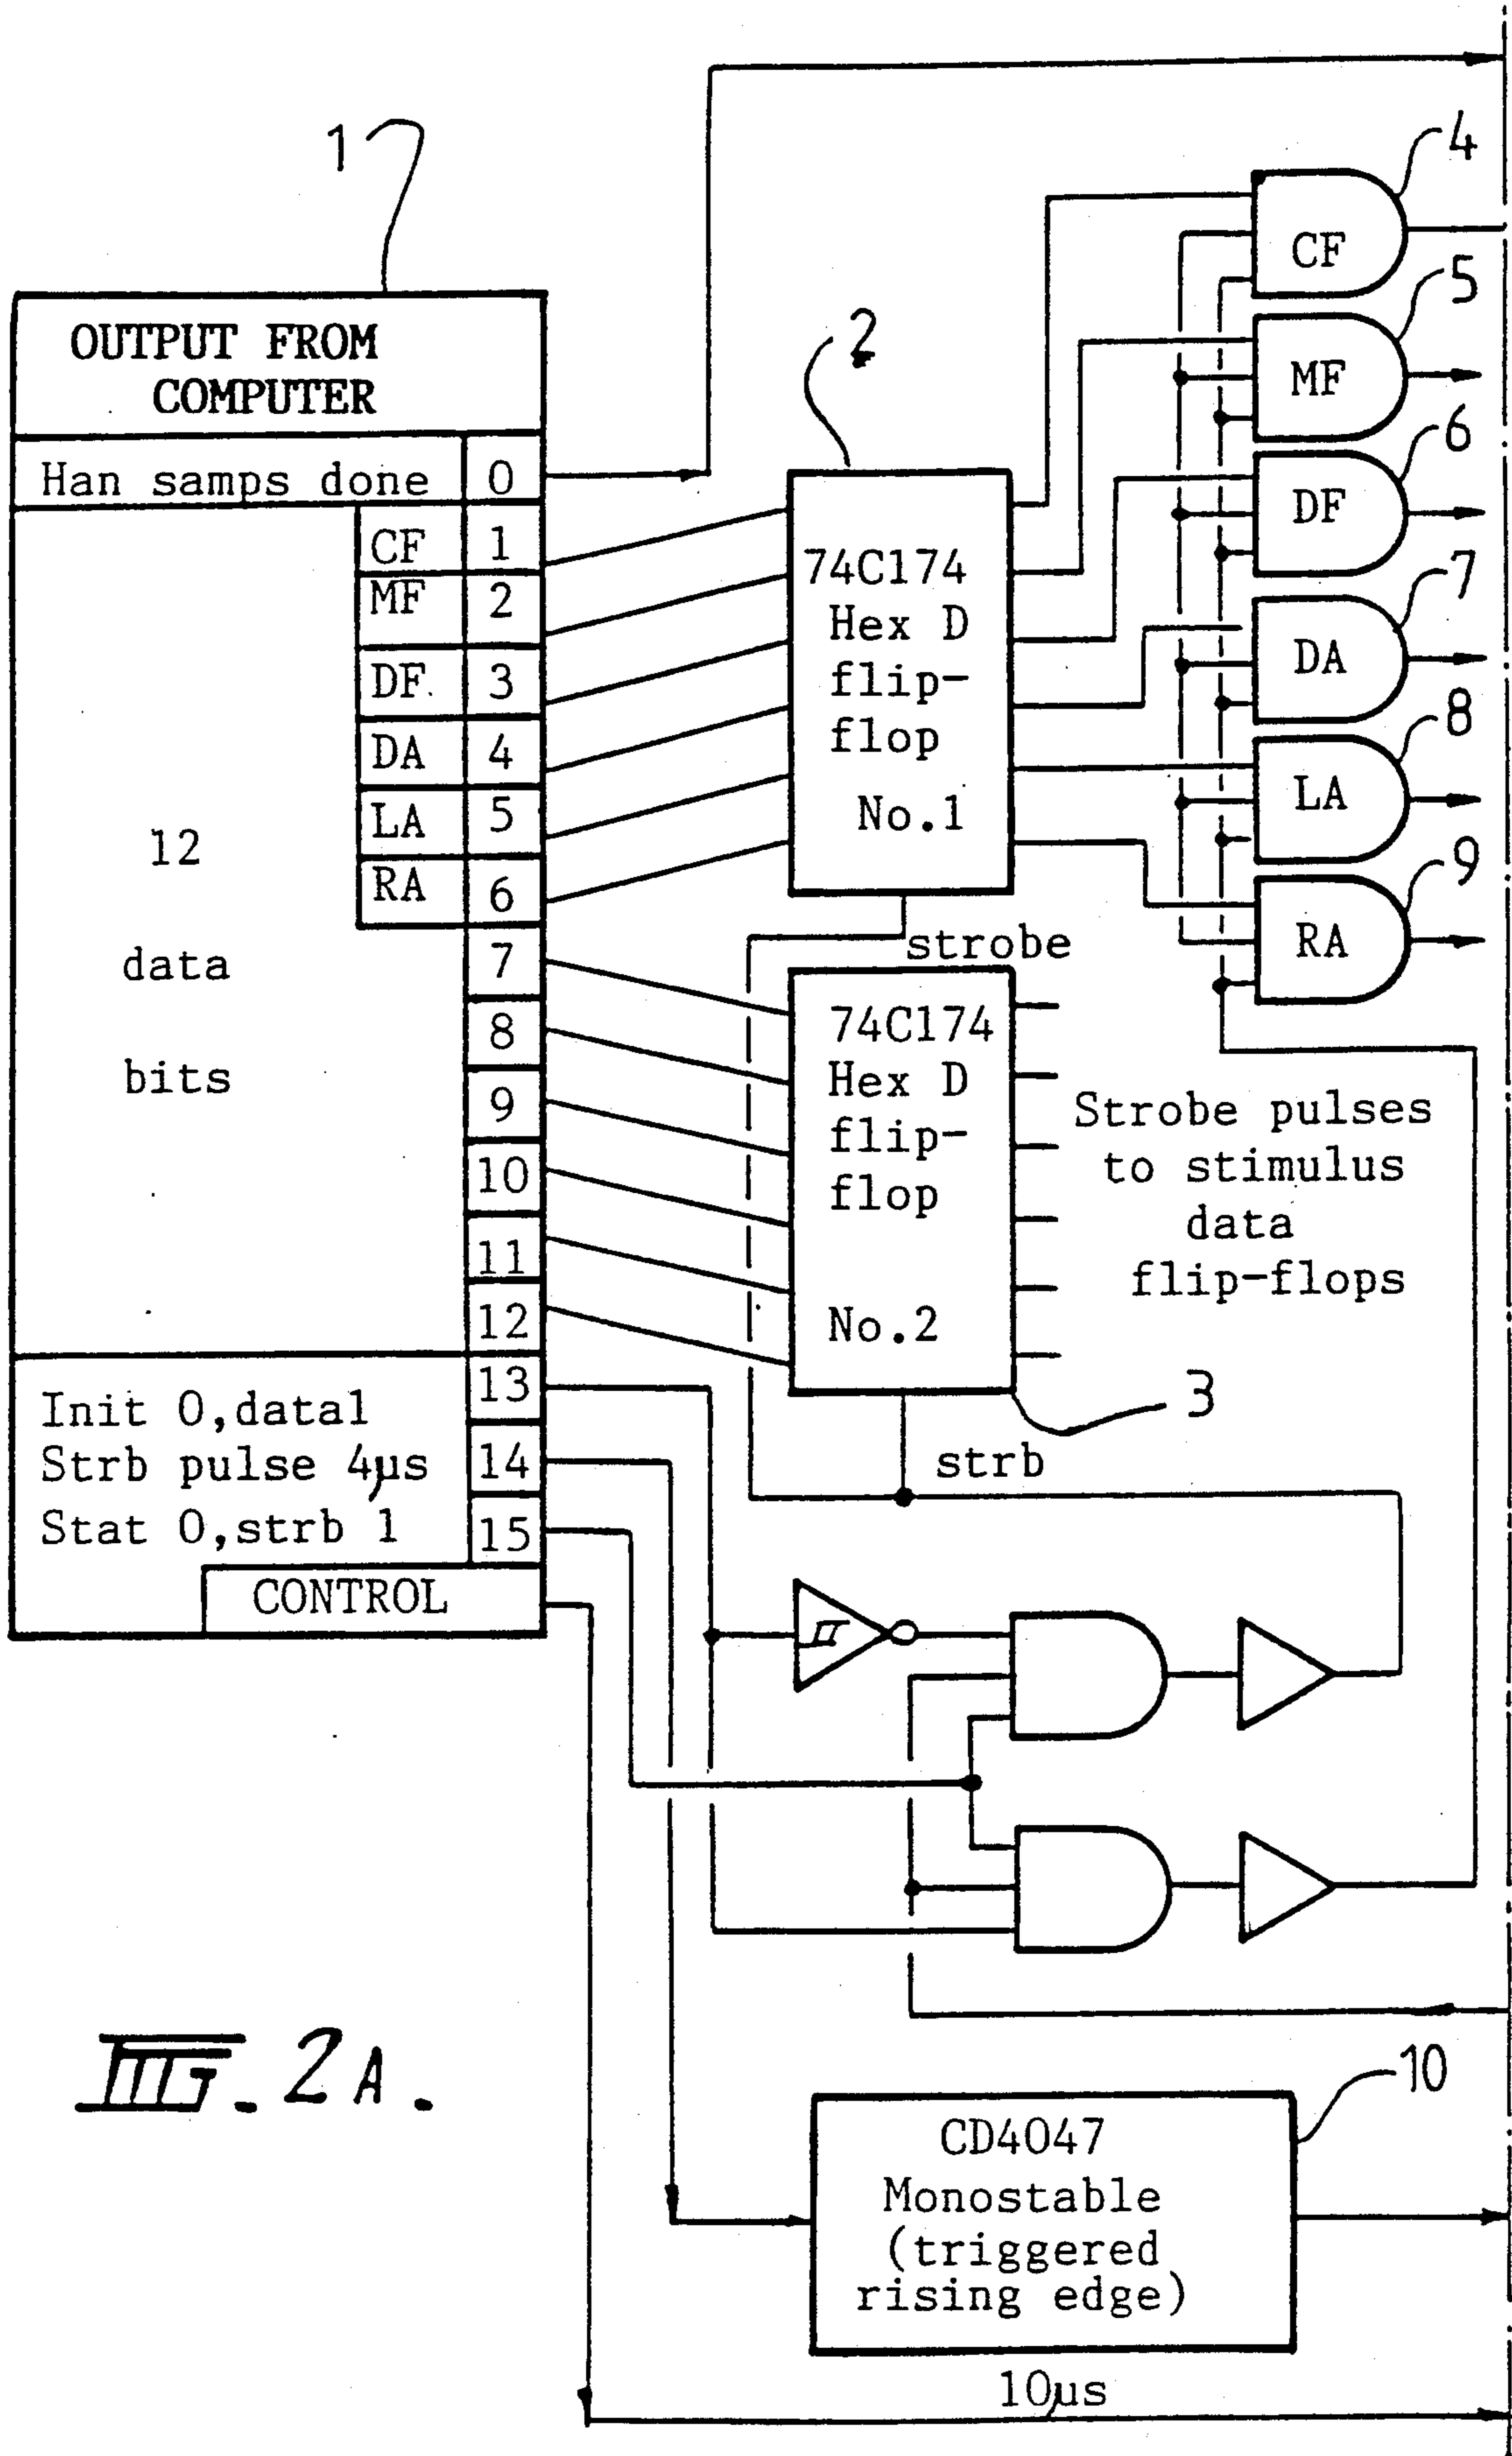 1
OUTPUT FROM
COMPUTER
Han samps done 0
CF 1
MF 2
DF. 3
DA 4
LA 5
RA 6
7
8
9
10
11
12
12
data
bits
13
14
15
Init 0,data1
Strb pulse 4µs
Stat 0,strb 1
CONTROL
2
74C174
Hex D
flip-
flop
No.1
strobe
74C174
Hex D
flip-
flop
No.2
3
strb
CF
4
MF
5
DF
6
DA
7
LA
8
RA
9
Strobe pulses
to stimulus
data
flip-flops
10
CD4047
Monostable
(triggered
rising edge)
10µs
FIG. 2A.